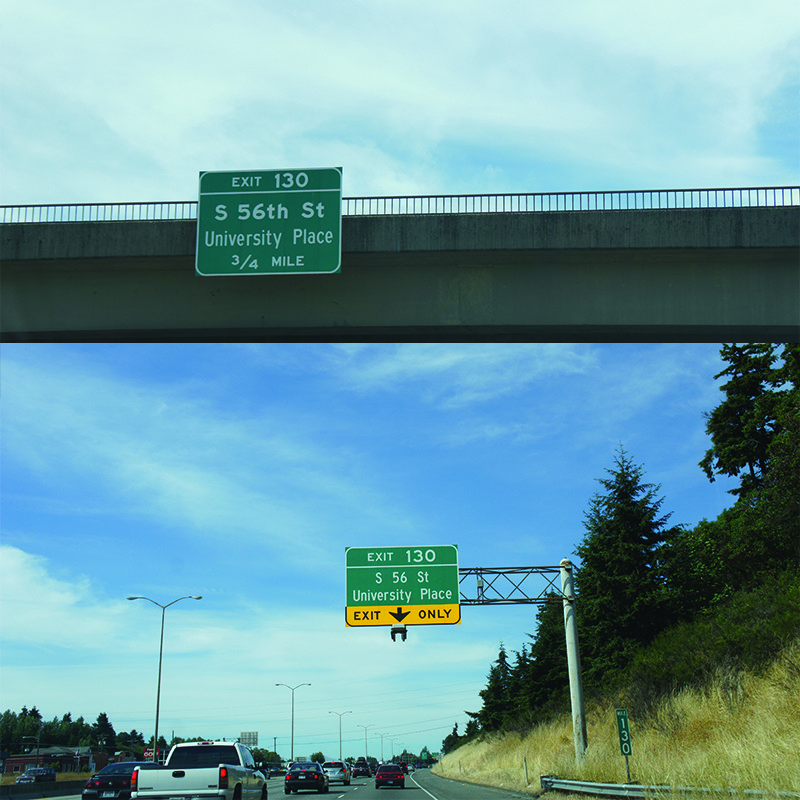 EXIT 130
S 56th St
University Place
3/4 MILE
EXIT 130
S 56 St
University Place
EXIT ONLY
MILE
130